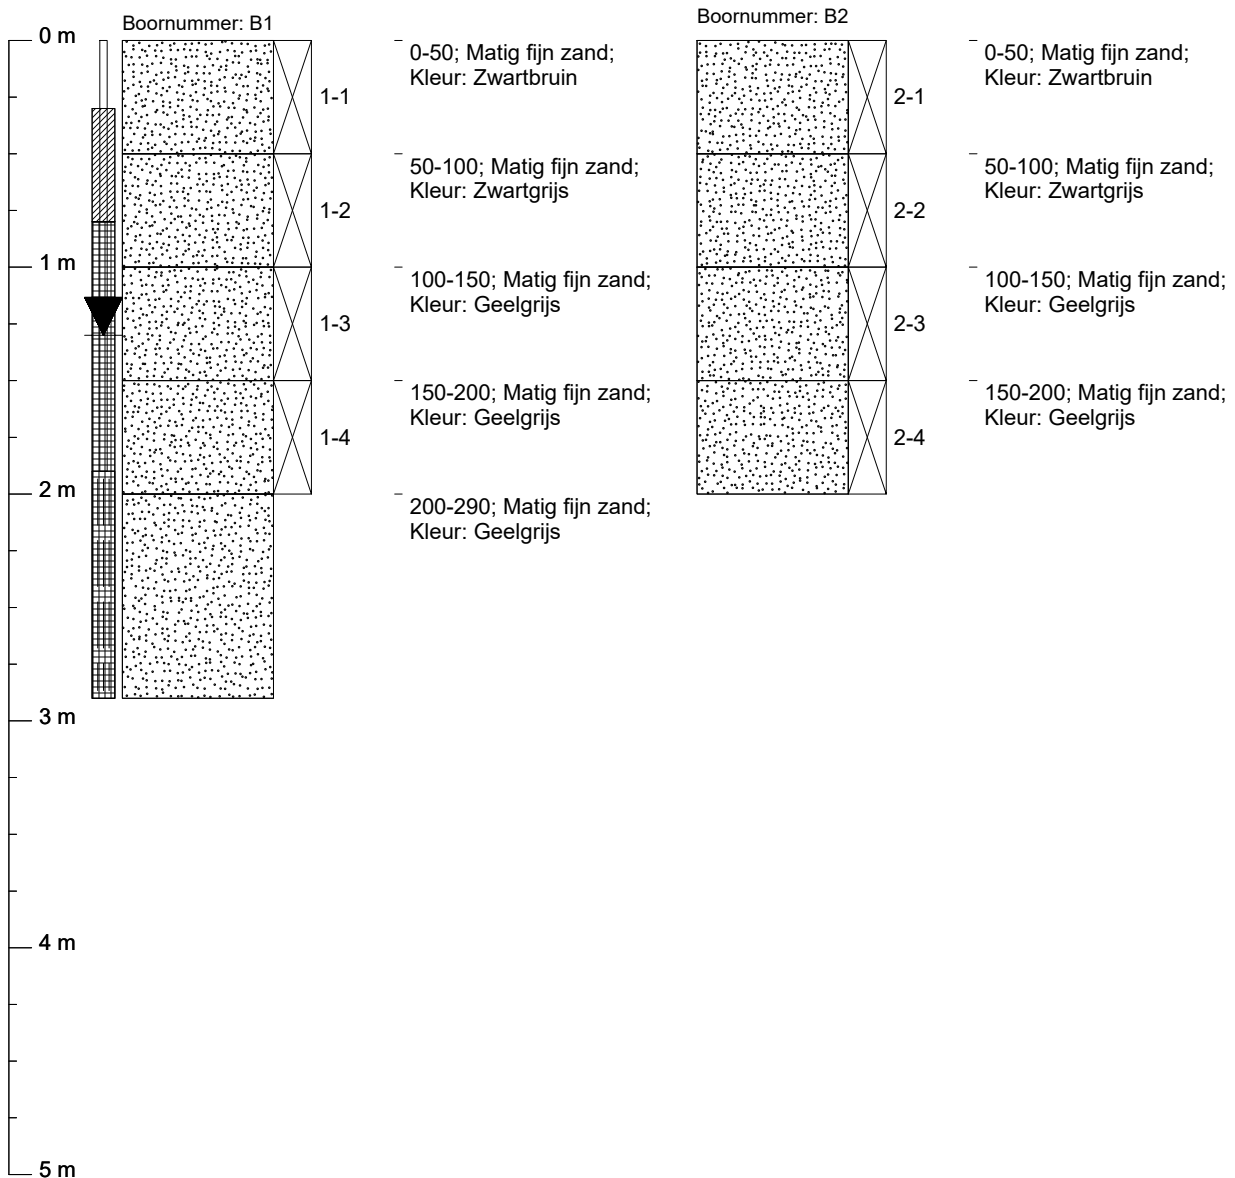 Boornummer: B1
0 m
1 m
2 m
3 m
4 m
5 m
1-1
1-2
1-3
1-4
0-50; Matig fijn zand;
Kleur: Zwartbruin
50-100; Matig fijn zand;
Kleur: Zwartgrijs
100-150; Matig fijn zand;
Kleur: Geelgrijs
150-200; Matig fijn zand;
Kleur: Geelgrijs
200-290; Matig fijn zand;
Kleur: Geelgrijs
Boornummer: B2
2-1
2-2
2-3
2-4
0-50; Matig fijn zand;
Kleur: Zwartbruin
50-100; Matig fijn zand;
Kleur: Zwartgrijs
100-150; Matig fijn zand;
Kleur: Geelgrijs
150-200; Matig fijn zand;
Kleur: Geelgrijs